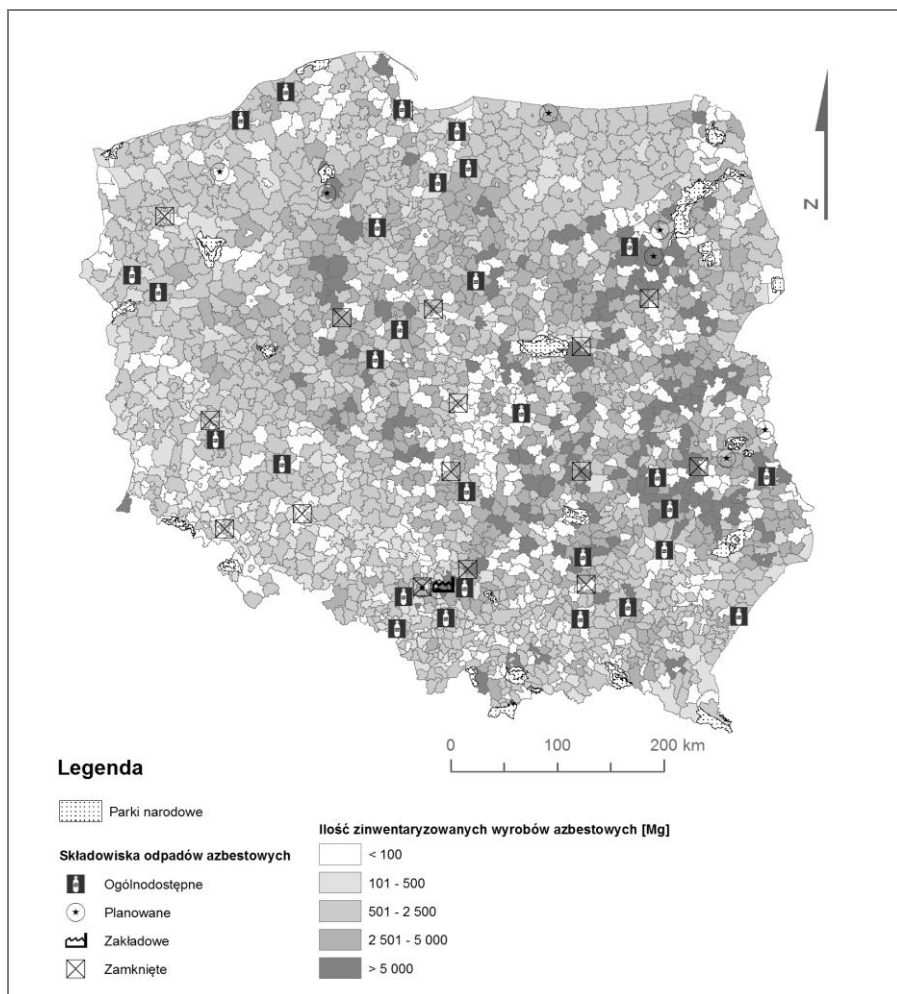 N
0 100 200 km
Legenda
Parki narodowe
Składowiska odpadów azbestowych
Ogólnodostępne
Planowane
Zakładowe
Zamknięte
Ilość zinwentaryzowanych wyrobów azbestowych [Mg]
< 100
101 - 500
501 - 2 500
2 501 - 5 000
> 5 000